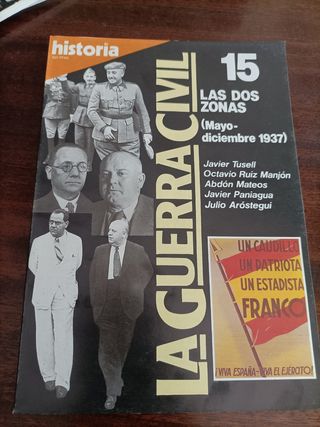 historia
15
LAS DOS
ZONAS
(Mayo-
diciembre 1937)
Javier Tusell
Octavio Ruiz Manjón
Abdón Mateos
Javier Paniagua
Julio Aróstegui
LA GUERRA CIVIL
UN CAUDILLO
UN PATRIOTA
UN ESTADISTA
FRANCO
¡VIVA ESPAÑA-VIVA EL EJERCITO!